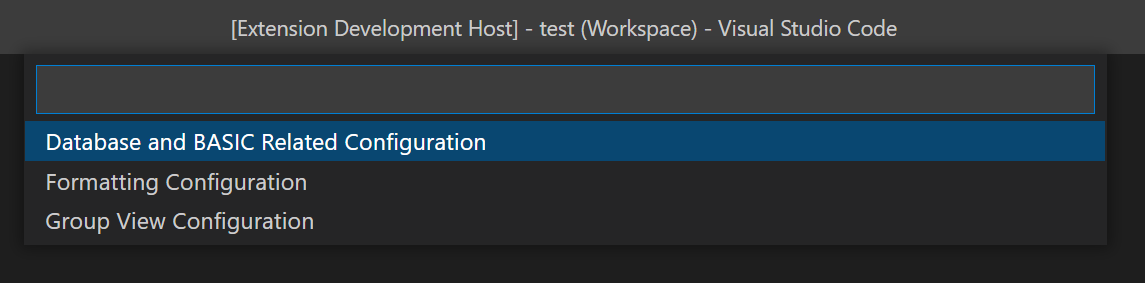 [Extension Development Host] - test (Workspace) - Visual Studio Code
Database and BASIC Related Configuration
Formatting Configuration
Group View Configuration